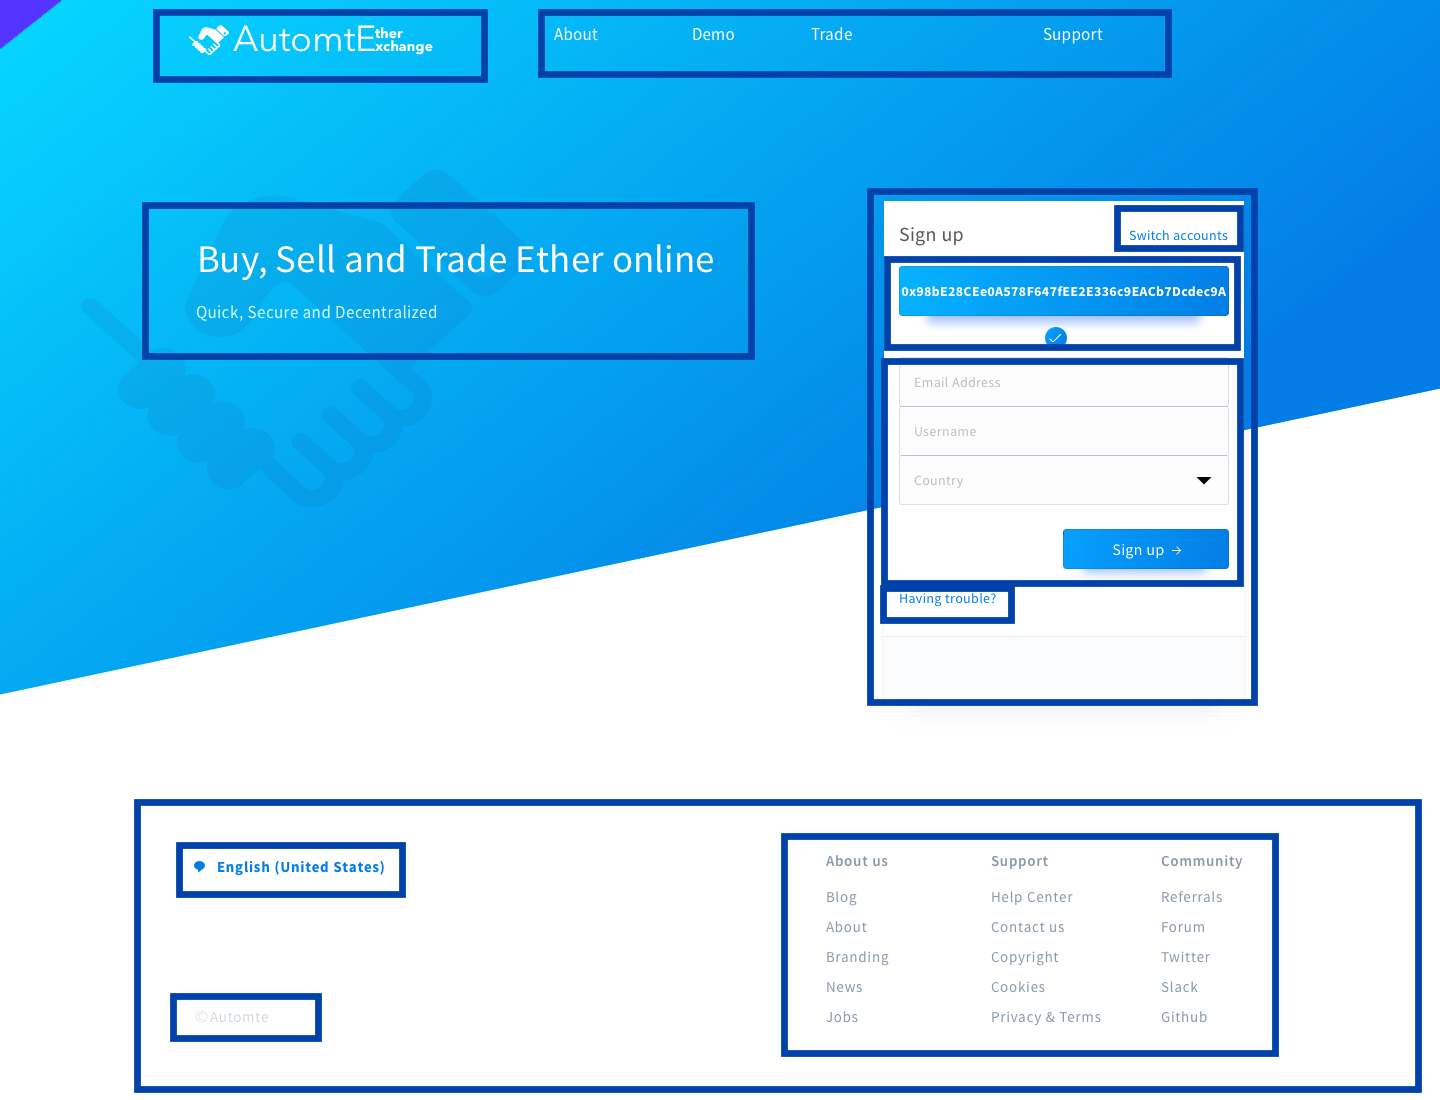 AutomtEther xchange
About Demo Trade Support
Buy, Sell and Trade Ether online
Quick, Secure and Decentralized
Sign up
Switch accounts
0x98bE28CEe0A578F647fEE2E336c9EACb7Dcdec9A
Email Address
Username
Country
Sign up →
Having trouble?
English (United States)
© Automte
About us
Blog
About
Branding
News
Jobs
Support
Help Center
Contact us
Copyright
Cookies
Privacy & Terms
Community
Referrals
Forum
Twitter
Slack
Github